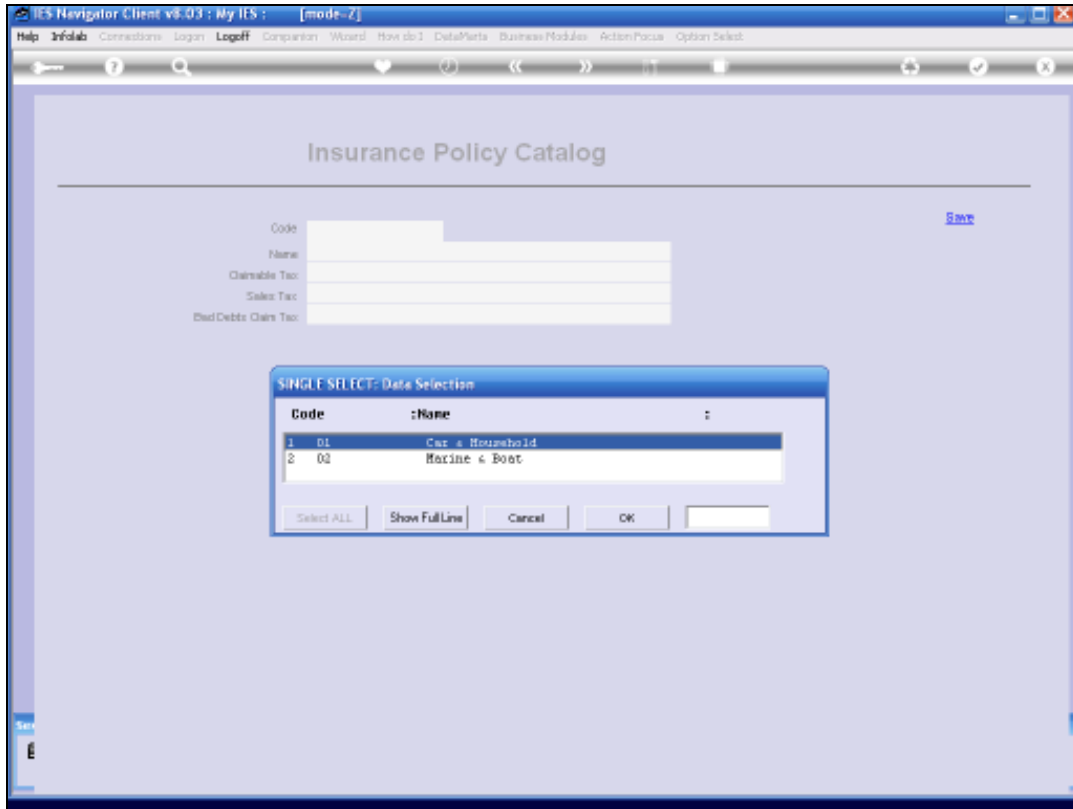 IES Navigator Client v8.03 : My IES : [mode=Z]
Help Infolab Connections Logon Logoff Companion Wizard How do I DataMarts Business Modules Action Focus Option Select
Insurance Policy Catalog
Save
Code
Name
Claimable Tax
Sales Tax
Bad Debts Claim Tax
SINGLE SELECT: Data Selection
Code :Name :
1 01 Car & Household
2 02 Marine & Boat
Select ALL Show Full Line Cancel OK